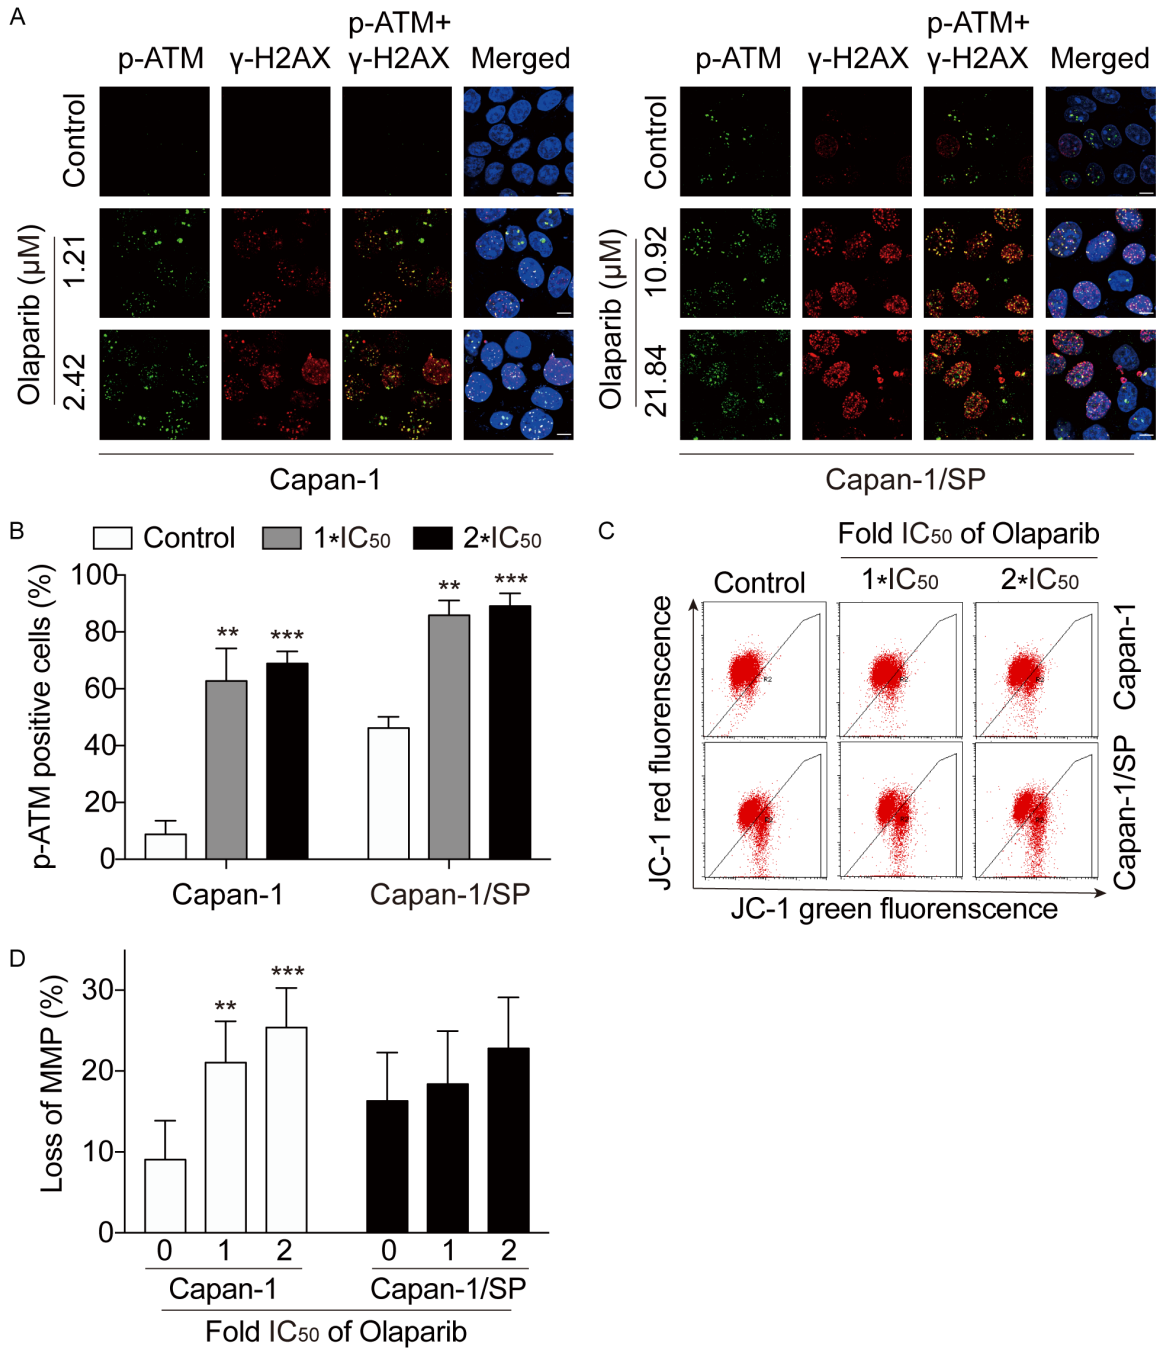 A
p-ATM
γ-H2AX
p-ATM+
γ-H2AX
Merged
p-ATM
γ-H2AX
p-ATM+
γ-H2AX
Merged
Control
Olaparib (μM)
1.21
2.42
Capan-1
Control
Olaparib (μM)
10.92
21.84
Capan-1/SP
B
Control
1*IC50
2*IC50
p-ATM positive cells (%)
100
80
60
40
20
0
**
***
**
***
Capan-1
Capan-1/SP
C
Fold IC50 of Olaparib
Control
1*IC50
2*IC50
JC-1 red fluorenscence
R2
Capan-1
Capan-1/SP
JC-1 green fluorenscence
D
Loss of MMP (%)
30
20
10
0
**
***
0 1 2
0 1 2
Capan-1
Capan-1/SP
Fold IC50 of Olaparib